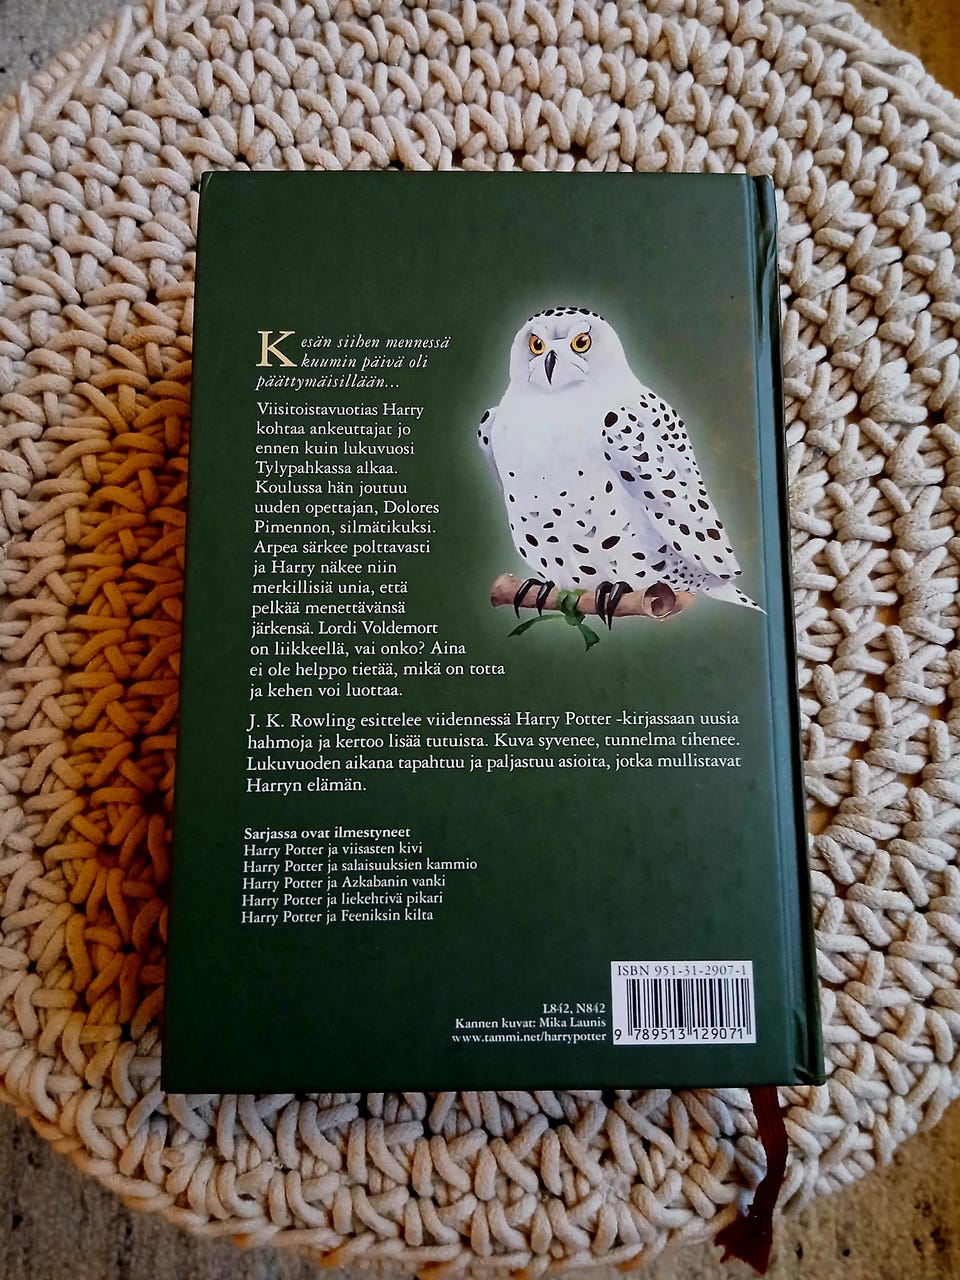 Kesän siihen mennessä
kuumin päivä oli
päättymäisillään...
Viisitoistavuotias Harry
kohtaa ankeuttajat jo
ennen kuin lukuvuosi
Tylypahkassa alkaa.
Koulussa hän joutuu
uuden opettajan, Dolores
Pimennon, silmätikuksi.
Arpea särkee polttavasti
ja Harry näkee niin
merkillisiä unia, että
pelkää menettävänsä
järkensä. Lordi Voldemort
on liikkeellä, vai onko? Aina
ei ole helppo tietää, mikä on totta
ja kehen voi luottaa.
J. K. Rowling esittelee viidennessä Harry Potter -kirjassaan uusia
hahmoja ja kertoo lisää tutuista. Kuva syvenee, tunnelma tihenee.
Lukuvuoden aikana tapahtuu ja paljastuu asioita, jotka mullistavat
Harryn elämän.
Sarjassa ovat ilmestyneet
Harry Potter ja viisasten kivi
Harry Potter ja salaisuuksien kammio
Harry Potter ja Azkabanin vanki
Harry Potter ja liekehtivä pikari
Harry Potter ja Feeniksin kilta
L842, N842
Kannen kuvat: Mika Launis
www.tammi.net/harrypotter
ISBN 951-31-2907-1
9 789513 129071